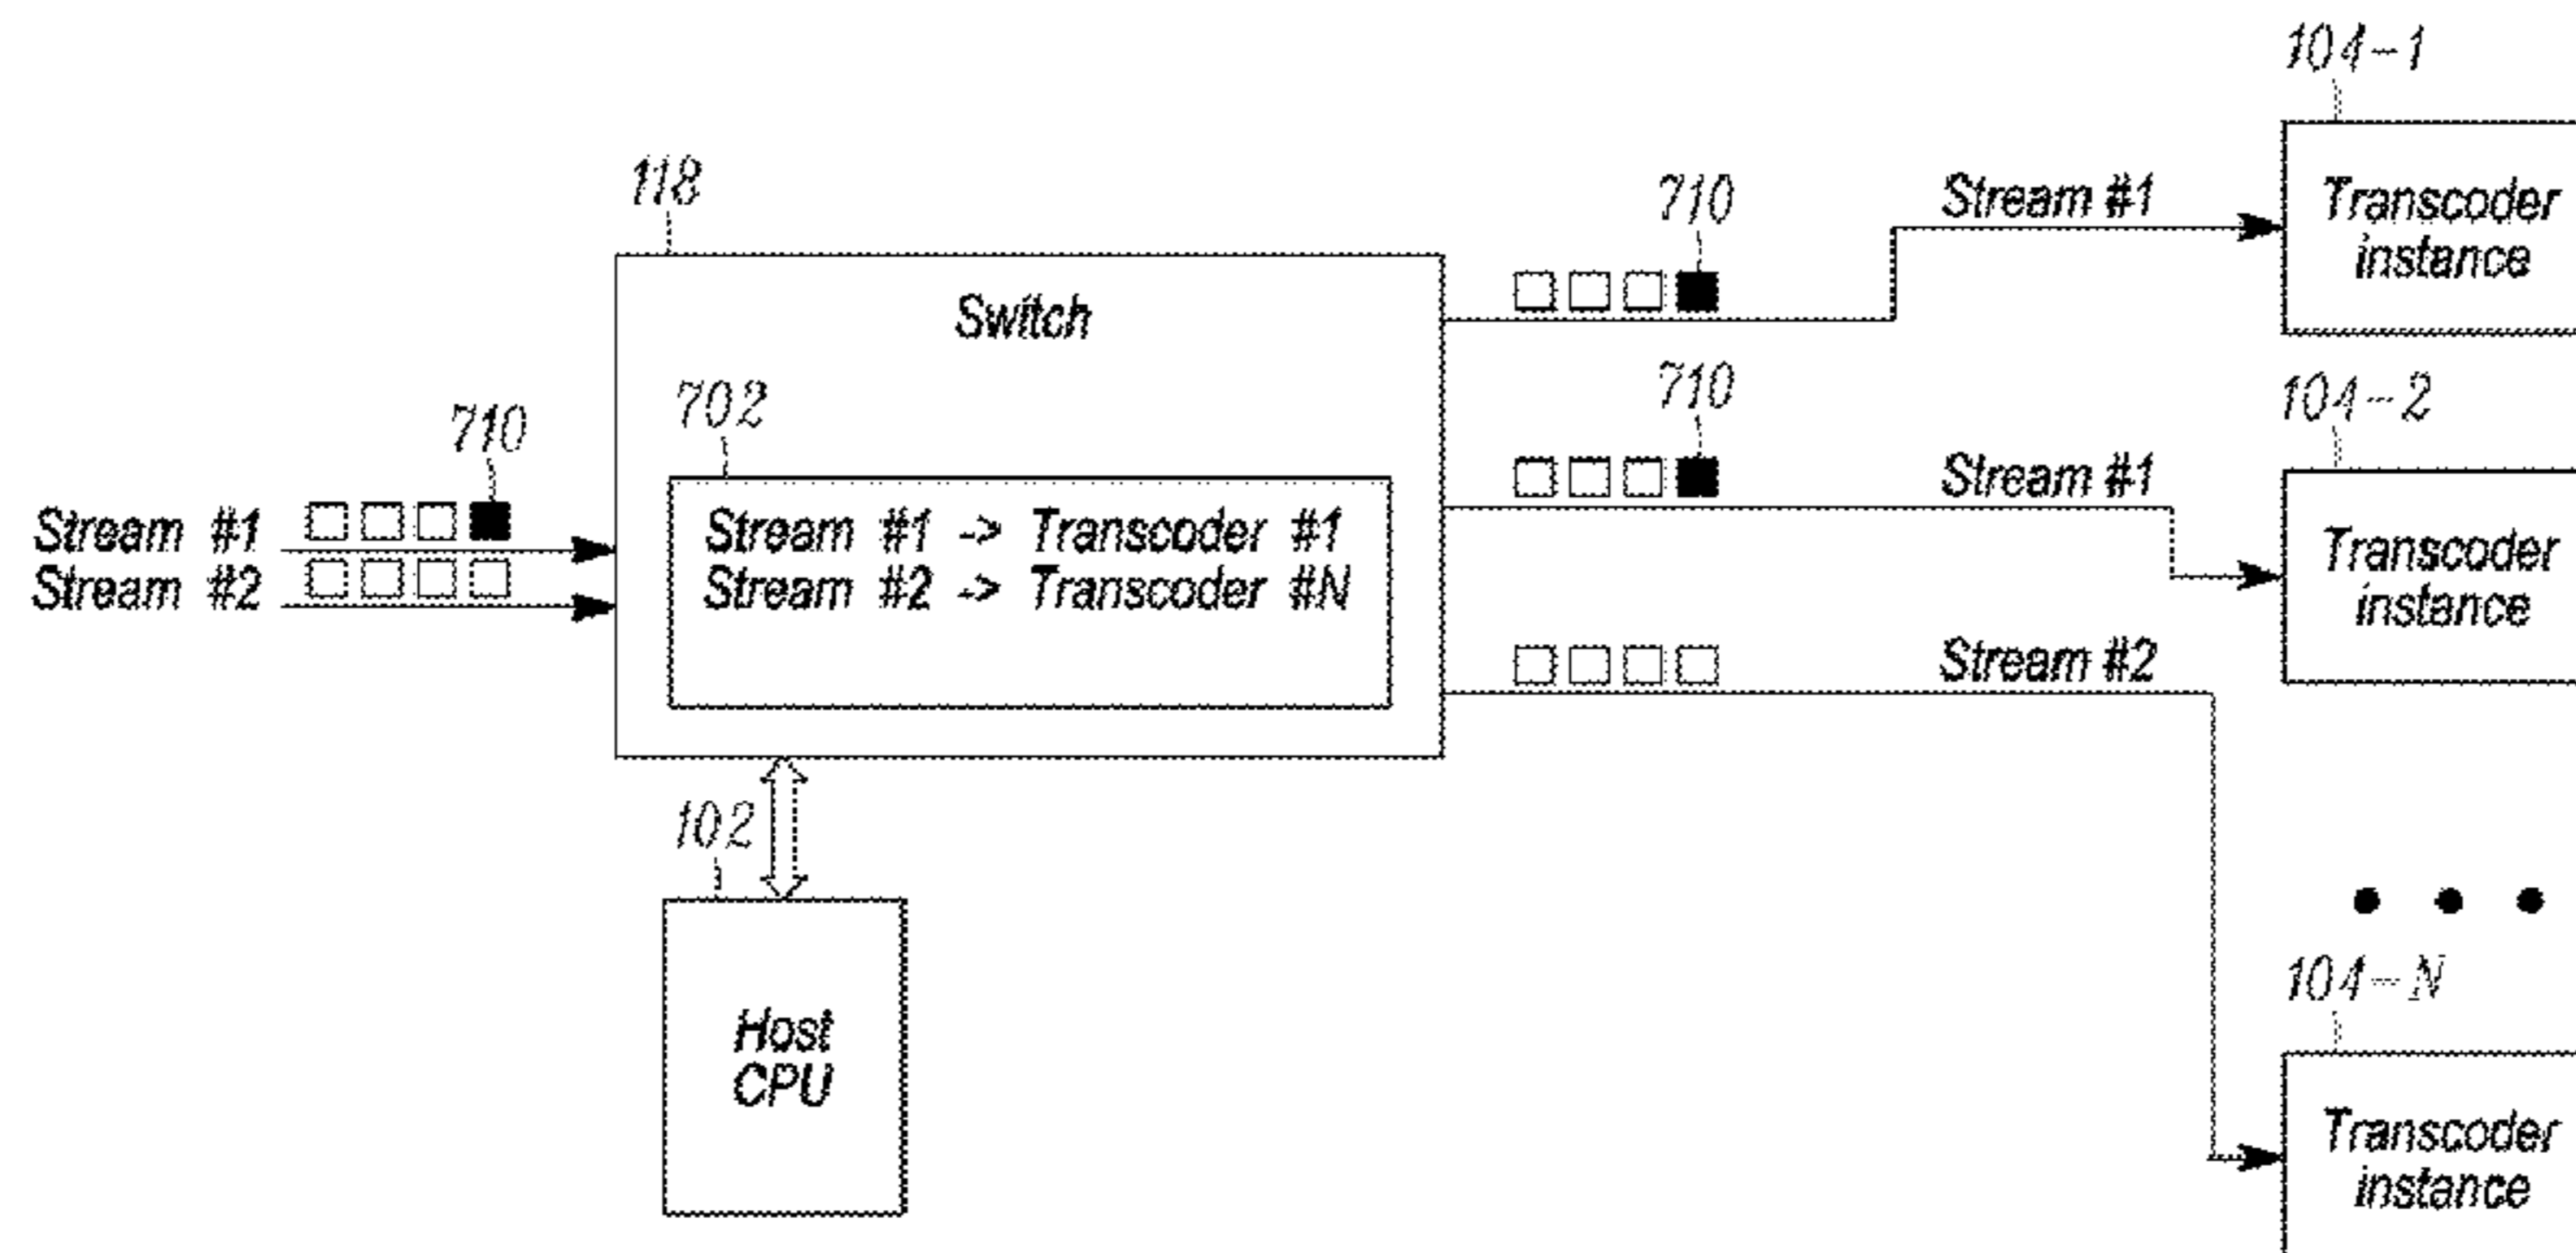 104-1
118
710
Stream #1
Transcoder
instance
Switch
710
104-2
702
710
Stream #1
Stream #1
Stream #1 -> Transcoder #1
Transcoder
instance
Stream #2
Stream #2 -> Transcoder #N
Stream #2
102
104-N
Host
CPU
Transcoder
instance